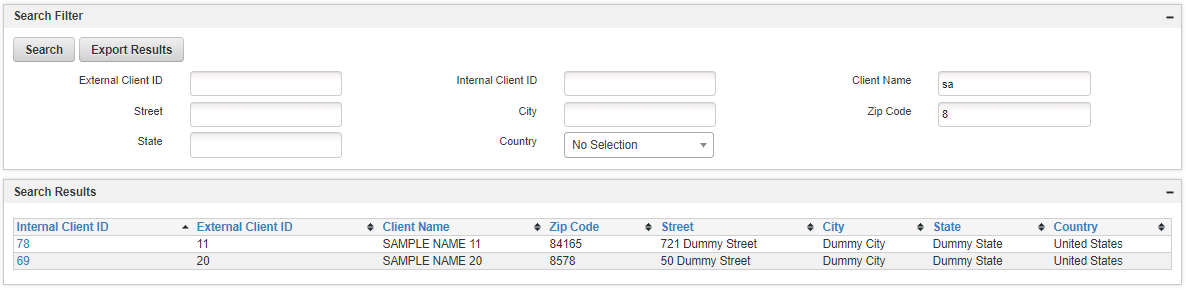 Search Filter
Search Export Results
External Client ID Internal Client ID Client Name sa
Street City Zip Code 8
State Country No Selection
Search Results
Internal Client ID External Client ID Client Name Zip Code Street City State Country
78 11 SAMPLE NAME 11 84165 721 Dummy Street Dummy City Dummy State United States
69 20 SAMPLE NAME 20 8578 50 Dummy Street Dummy City Dummy State United States